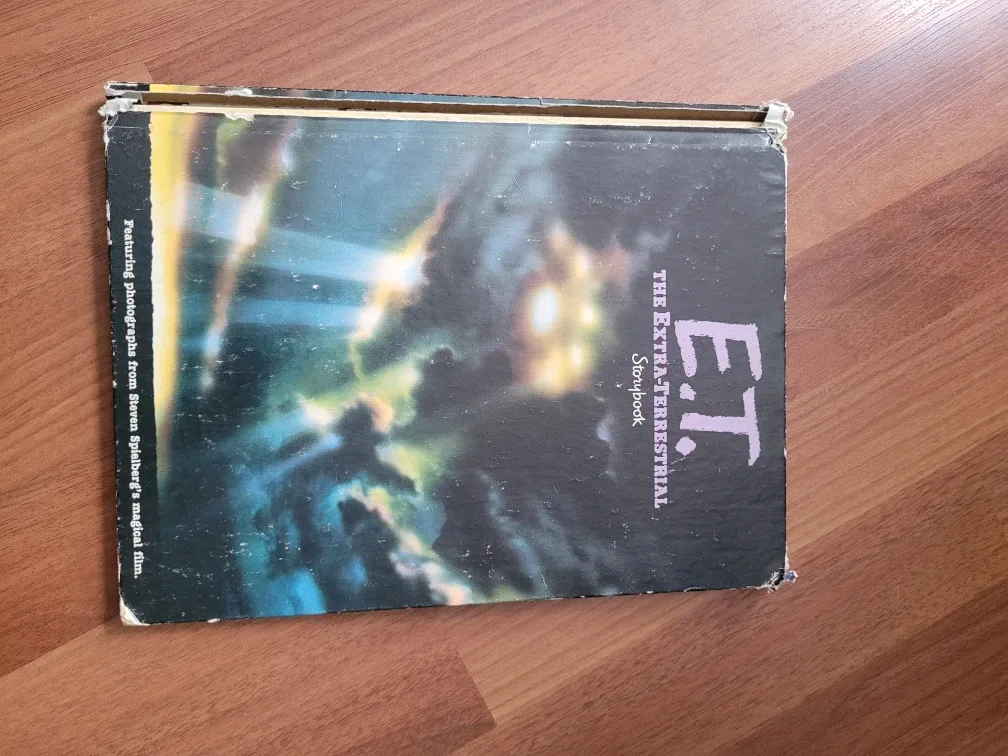 E.T.
THE EXTRA-TERRESTRIAL
Storybook
Featuring photographs from Steven Spielberg's magical film.